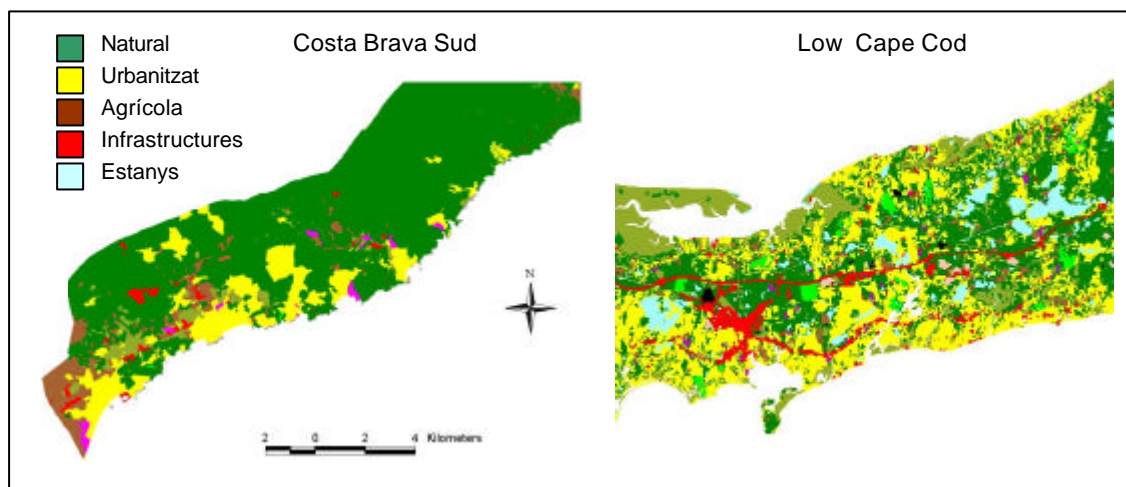 Natural
Urbanitzat
Agrícola
Infrastructures
Estanys
Costa Brava Sud
Low Cape Cod
N
2 0 2 4 Kilometers